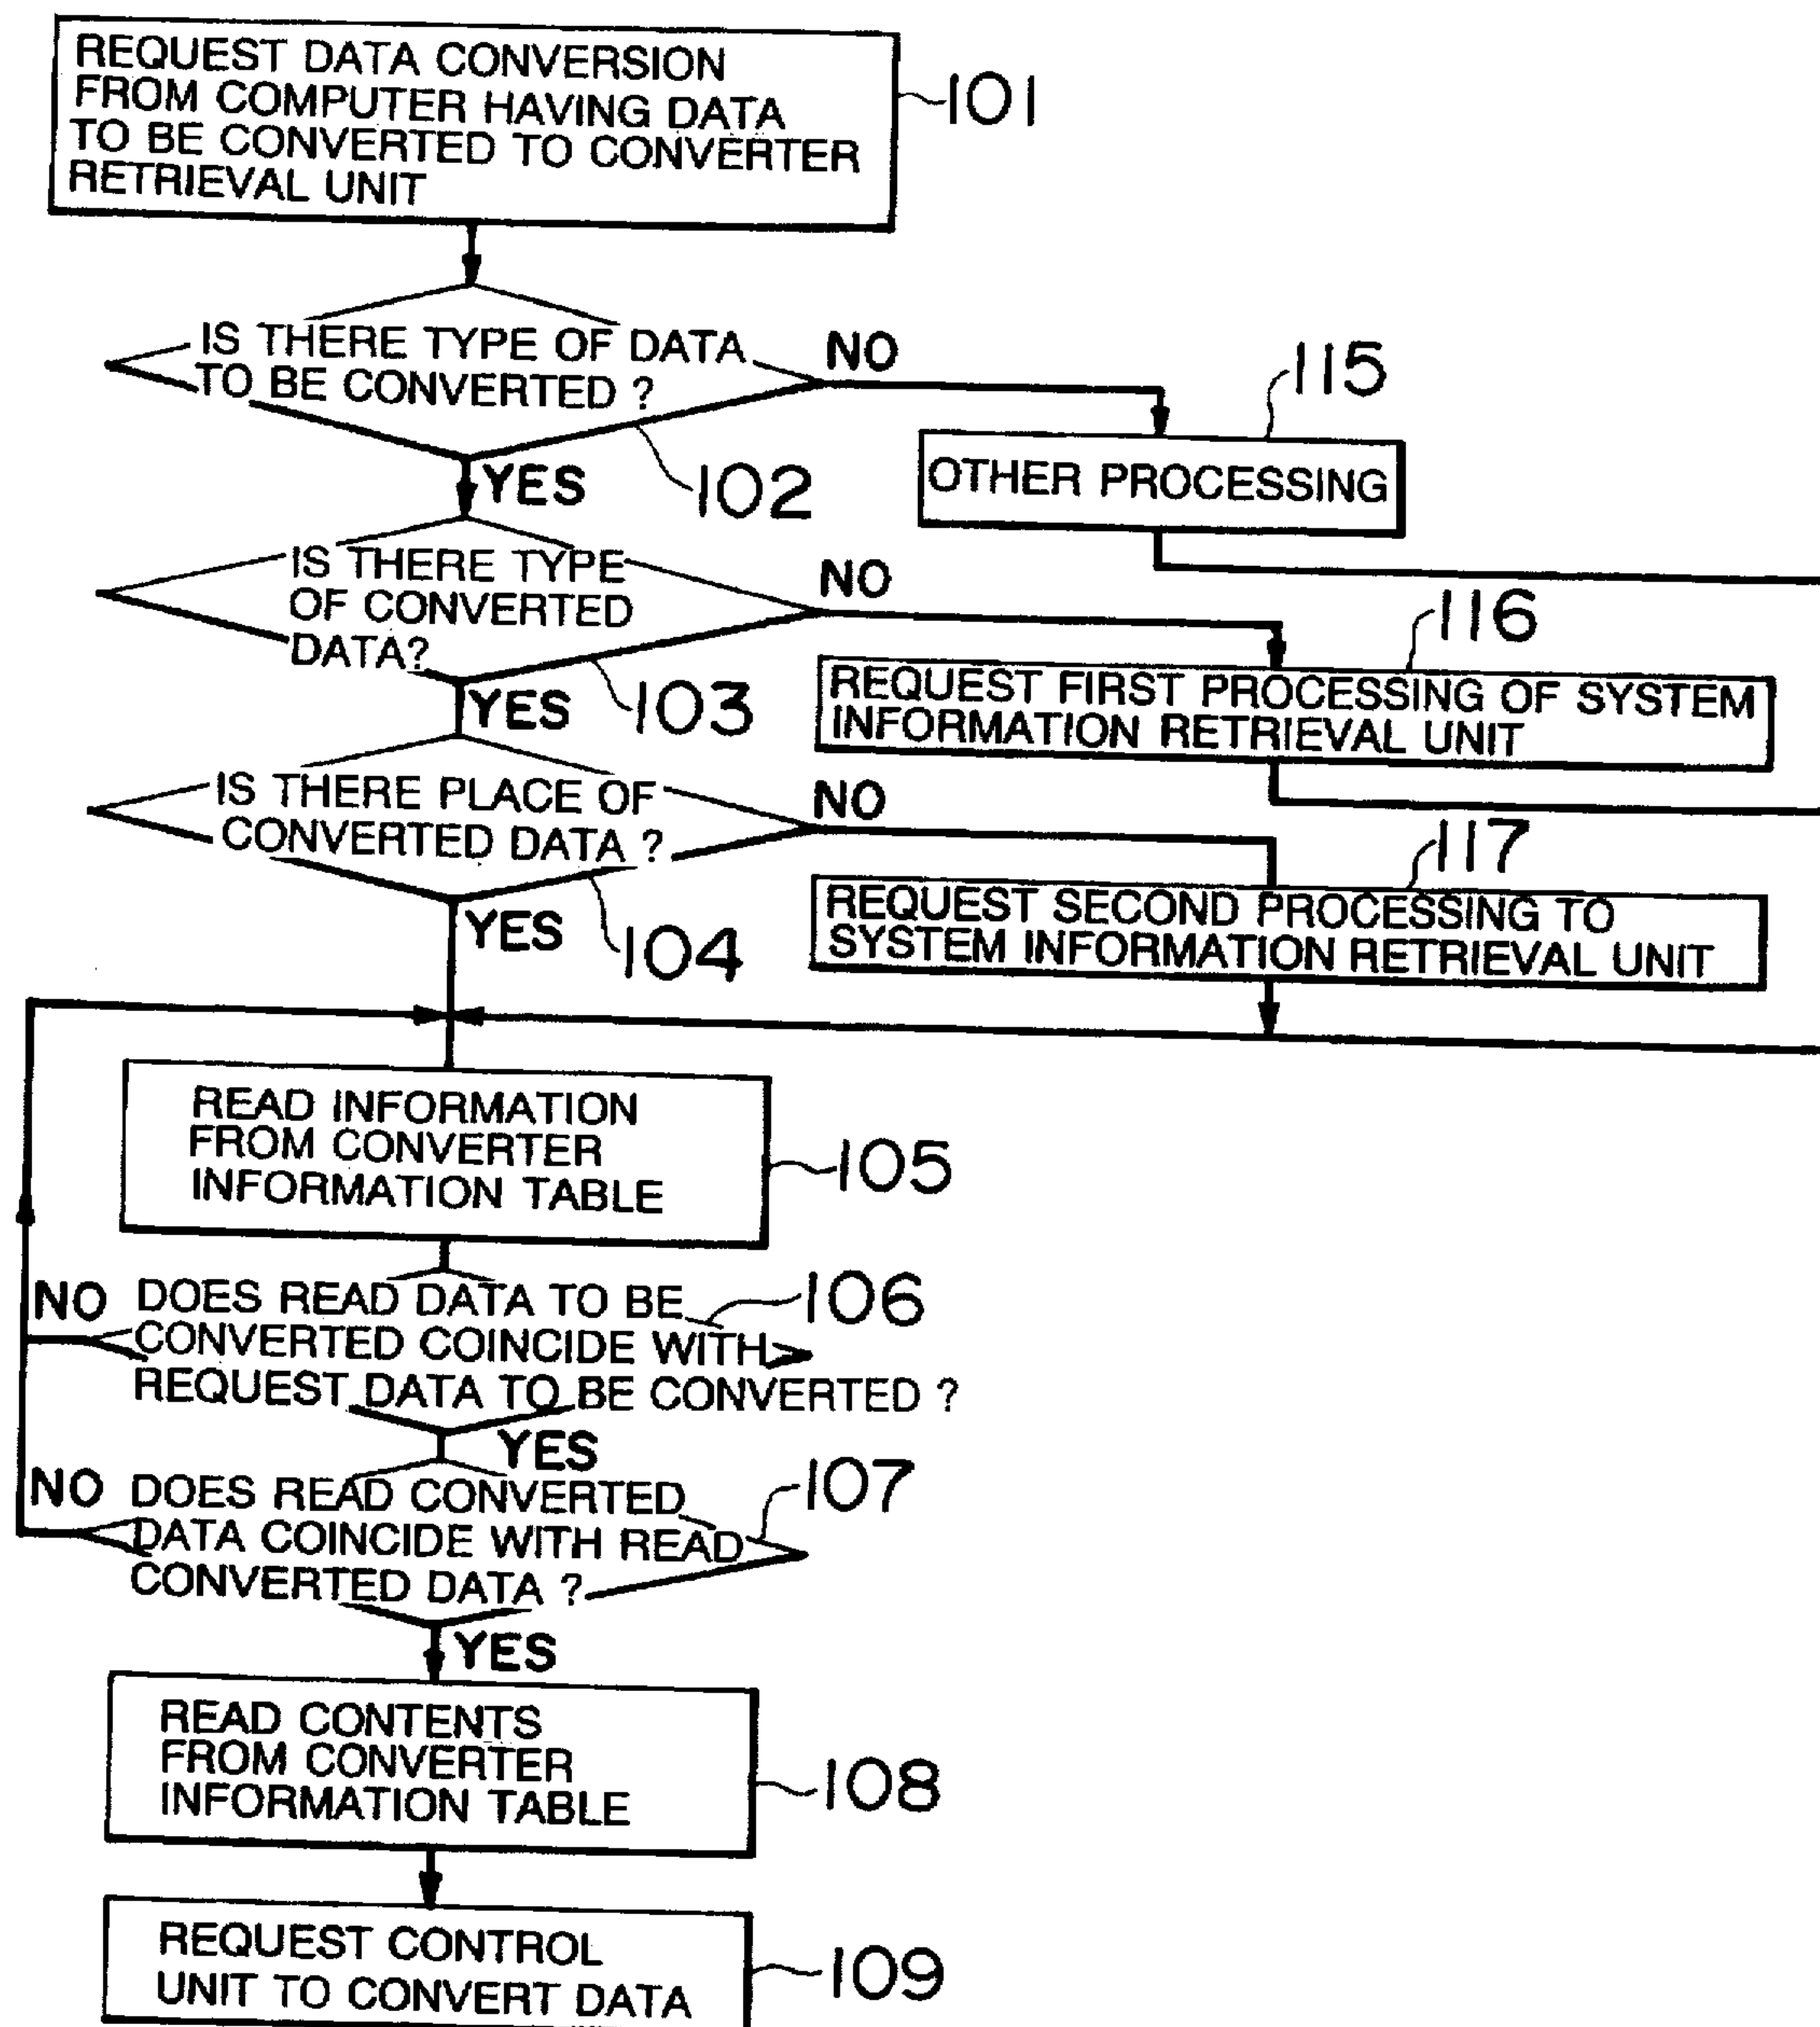 REQUEST DATA CONVERSION
FROM COMPUTER HAVING DATA
TO BE CONVERTED TO CONVERTER
RETRIEVAL UNIT
101
IS THERE TYPE OF DATA
TO BE CONVERTED ?
NO
115
YES
102
OTHER PROCESSING
IS THERE TYPE
OF CONVERTED
DATA?
NO
116
YES
103
REQUEST FIRST PROCESSING OF SYSTEM
INFORMATION RETRIEVAL UNIT
IS THERE PLACE OF
CONVERTED DATA ?
NO
117
YES
104
REQUEST SECOND PROCESSING TO
SYSTEM INFORMATION RETRIEVAL UNIT
READ INFORMATION
FROM CONVERTER
INFORMATION TABLE
105
NO
DOES READ DATA TO BE
CONVERTED COINCIDE WITH
REQUEST DATA TO BE CONVERTED ?
106
YES
NO
DOES READ CONVERTED
DATA COINCIDE WITH READ
CONVERTED DATA ?
107
YES
READ CONTENTS
FROM CONVERTER
INFORMATION TABLE
108
REQUEST CONTROL
UNIT TO CONVERT DATA
109